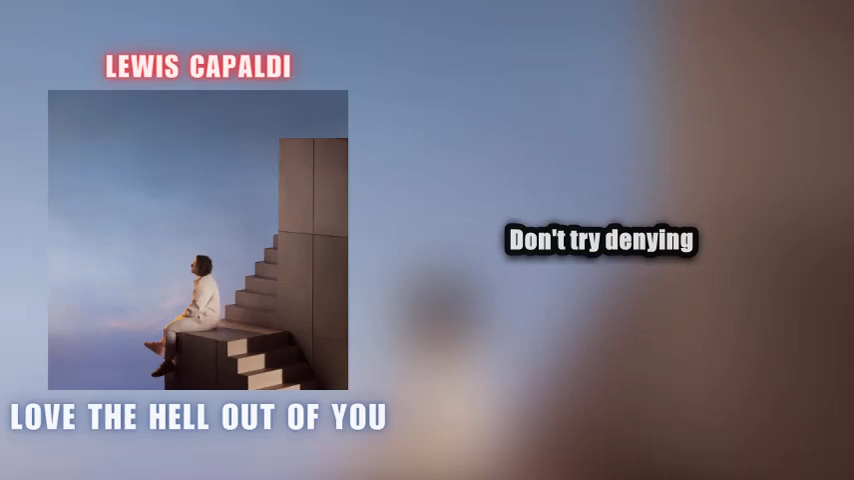 LEWIS CAPALDI
Don't try denying
LOVE THE HELL OUT OF YOU